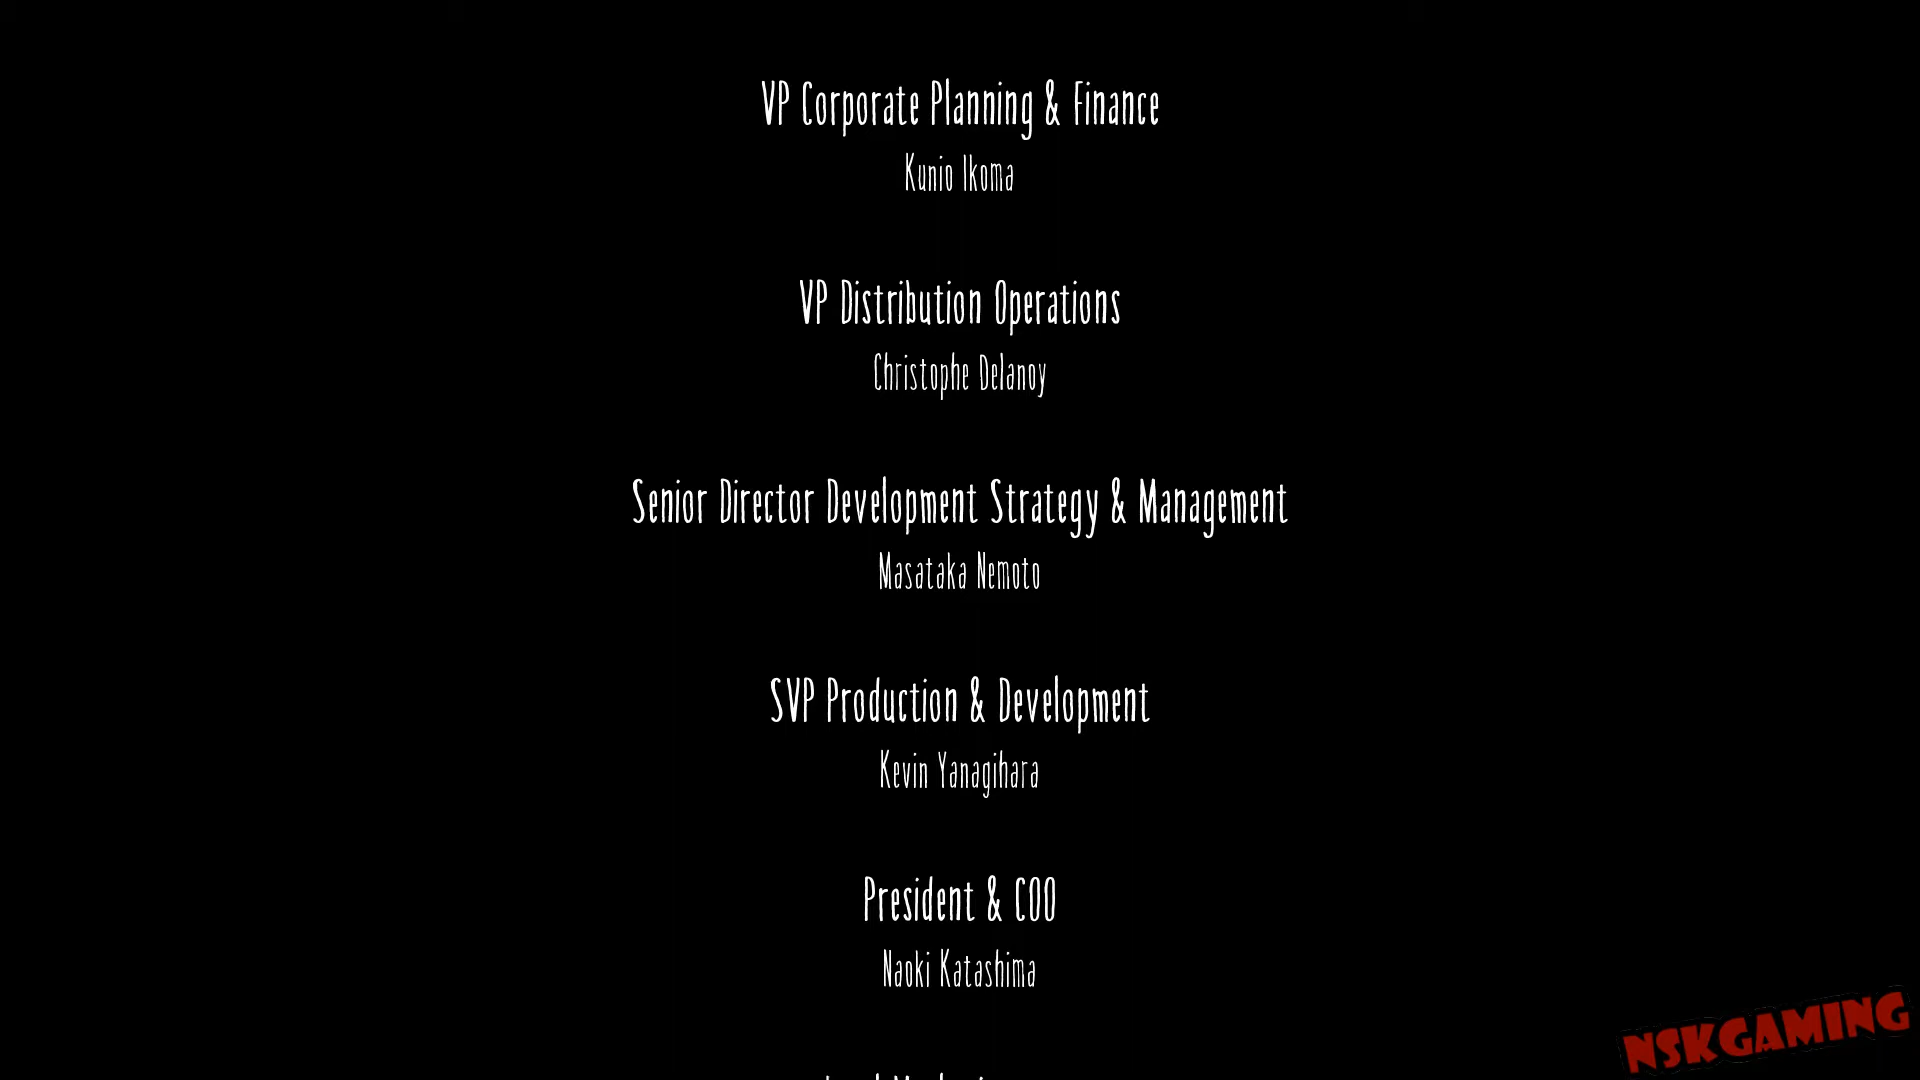 VP Corporate Planning & Finance
Kunio Ikoma
VP Distribution Operations
Christophe Delanoy
Senior Director Development Strategy & Management
Masataka Nemoto
SVP Production & Development
Kevin Yanagihara
President & COO
Naoki Katashima
NSKGAMING